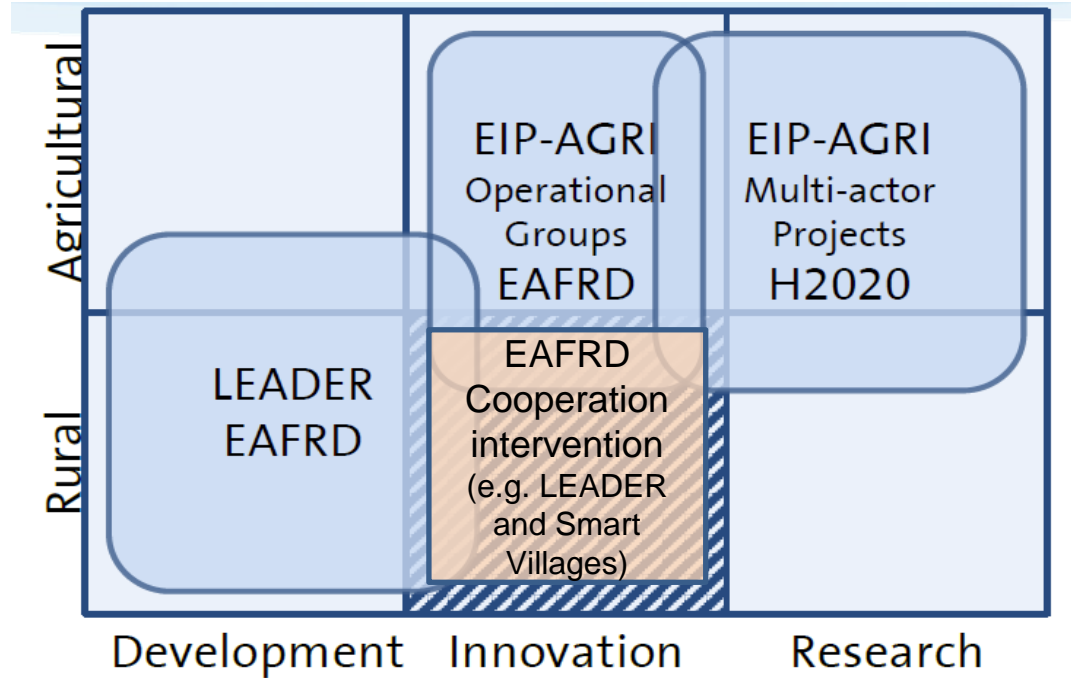 Agricultural
EIP-AGRI
Operational
Groups
EAFRD
EIP-AGRI
Multi-actor
Projects
H2020
Rural
LEADER
EAFRD
EAFRD
Cooperation
intervention
(e.g. LEADER
and Smart
Villages)
Development
Innovation
Research